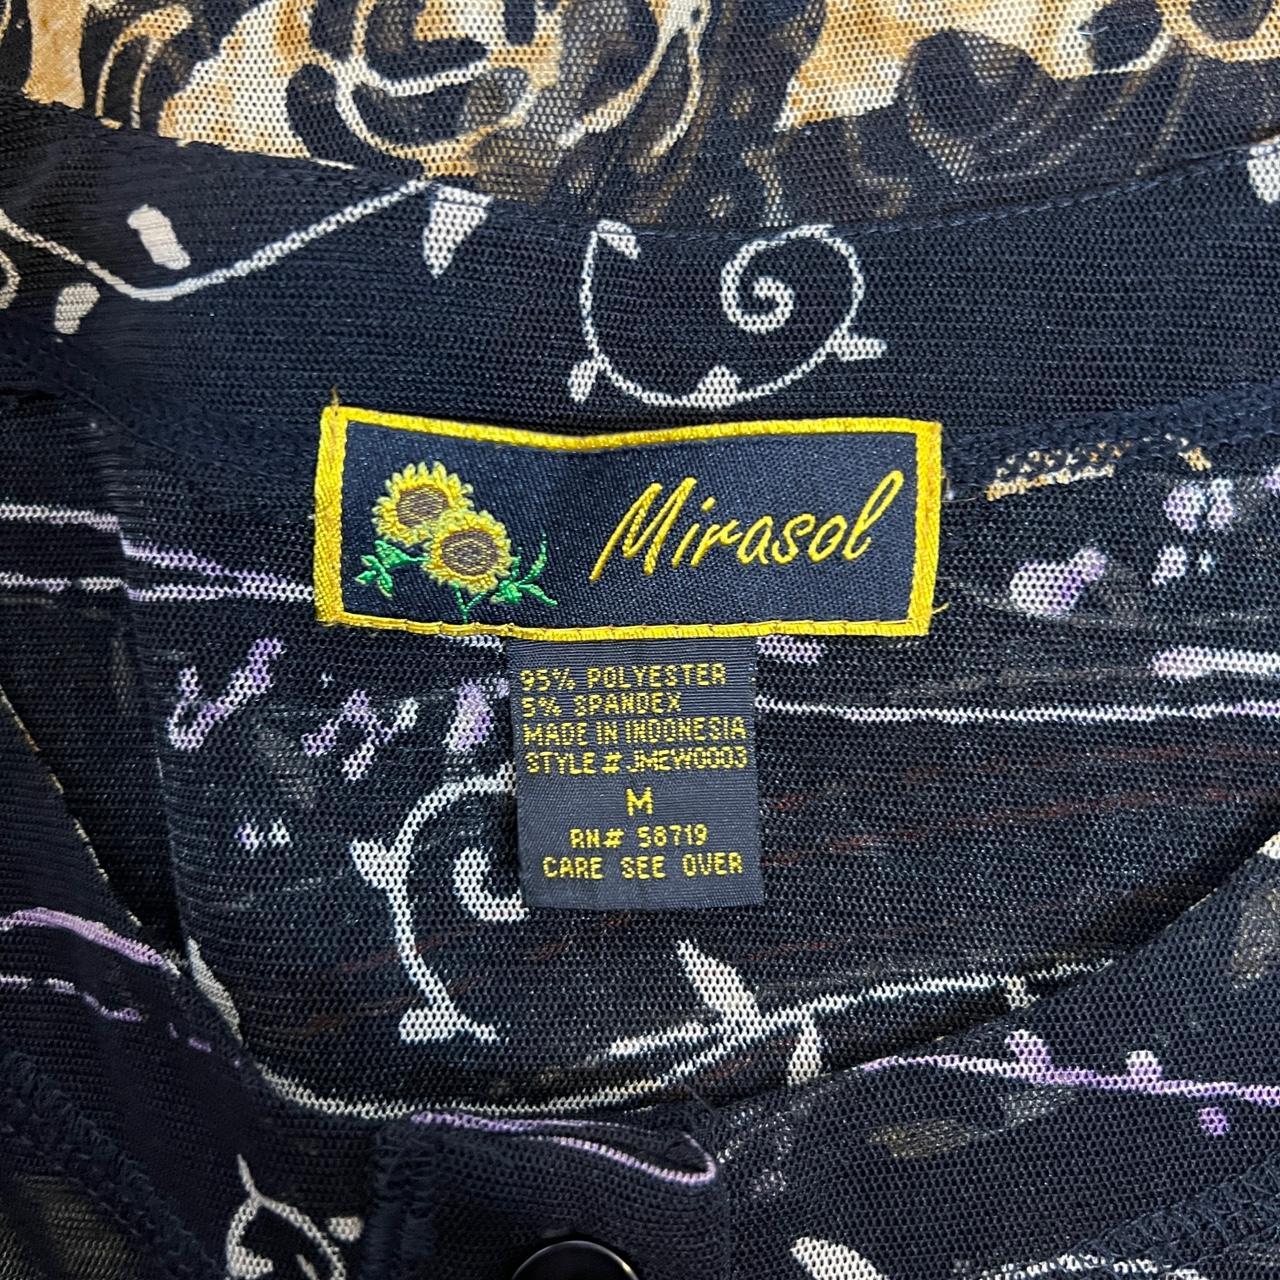 Mirasol
95% POLYESTER
5% SPANDEX
MADE IN INDONESIA
STYLE # JMEW0003
M
RN# 58719
CARE SEE OVER